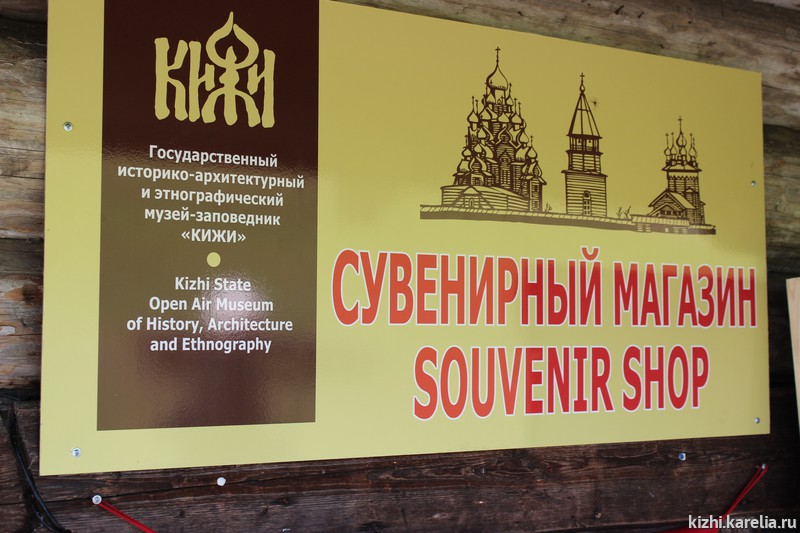 КИЖИ
Государственный
историко-архитектурный
и этнографический
музей-заповедник
«КИЖИ»
Kizhi State
Open Air Museum
of History, Architecture
and Ethnography
СУВЕНИРНЫЙ МАГАЗИН
SOUVENIR SHOP
kizhi.karelia.ru